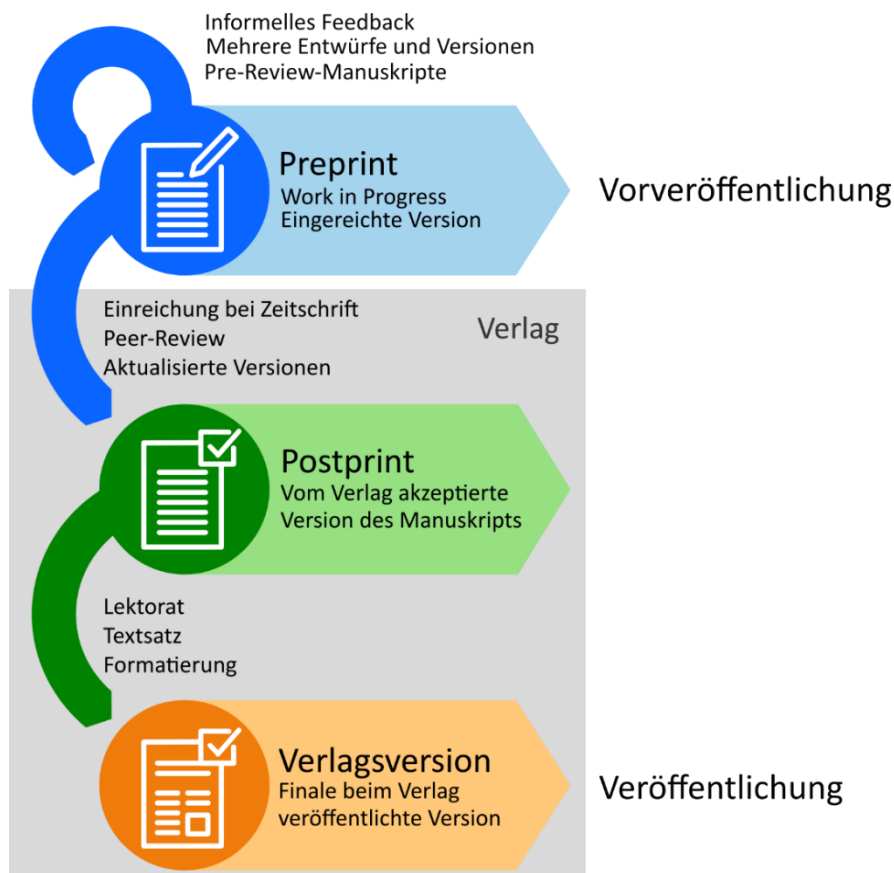 Informelles Feedback
Mehrere Entwürfe und Versionen
Pre-Review-Manuskripte
Preprint
Work in Progress
Eingereichte Version
Vorveröffentlichung
Einreichung bei Zeitschrift
Peer-Review
Aktualisierte Versionen
Verlag
Postprint
Vom Verlag akzeptierte
Version des Manuskripts
Lektorat
Textsatz
Formatierung
Verlagsversion
Finale beim Verlag
veröffentlichte Version
Veröffentlichung